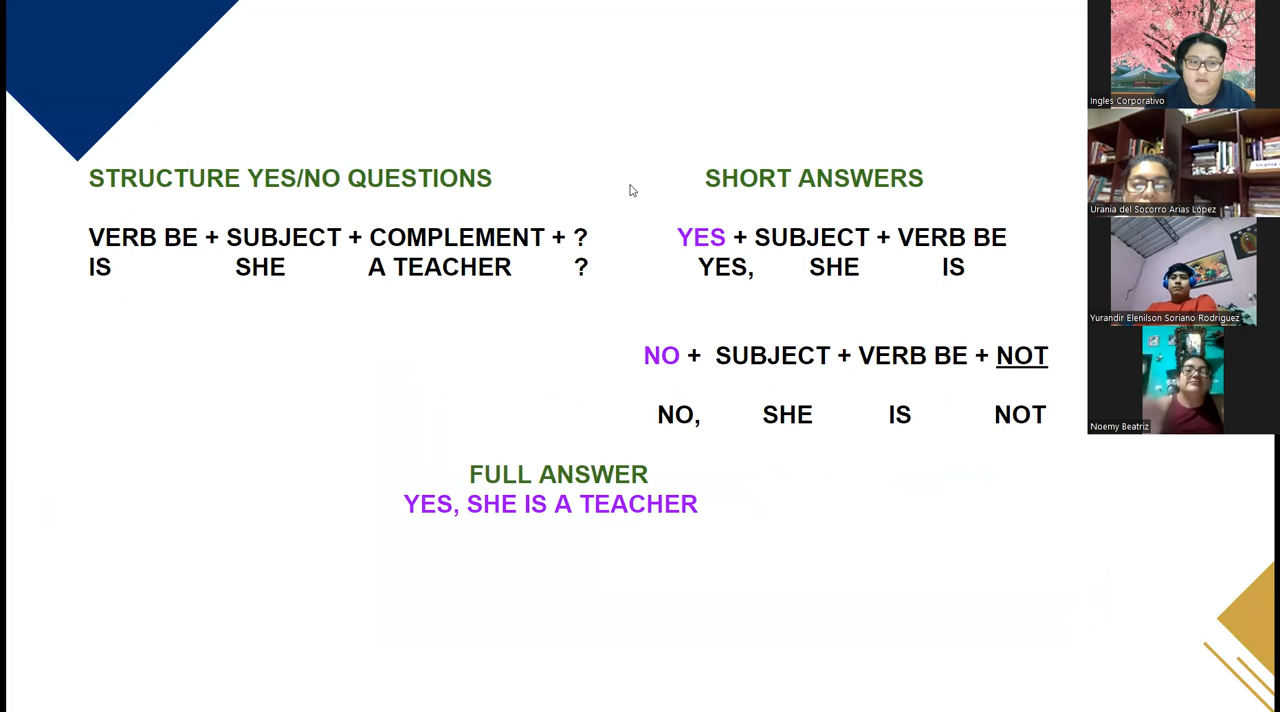 STRUCTURE YES/NO QUESTIONS
VERB BE + SUBJECT + COMPLEMENT + ?
IS SHE A TEACHER ?
SHORT ANSWERS
YES + SUBJECT + VERB BE
YES, SHE IS
NO + SUBJECT + VERB BE + NOT
NO, SHE IS NOT
FULL ANSWER
YES, SHE IS A TEACHER
Ingles Corporativo
Urania del Socorro Arias López
Yurandir Elenilson Soriano Rodriguez
Noemy Beatriz